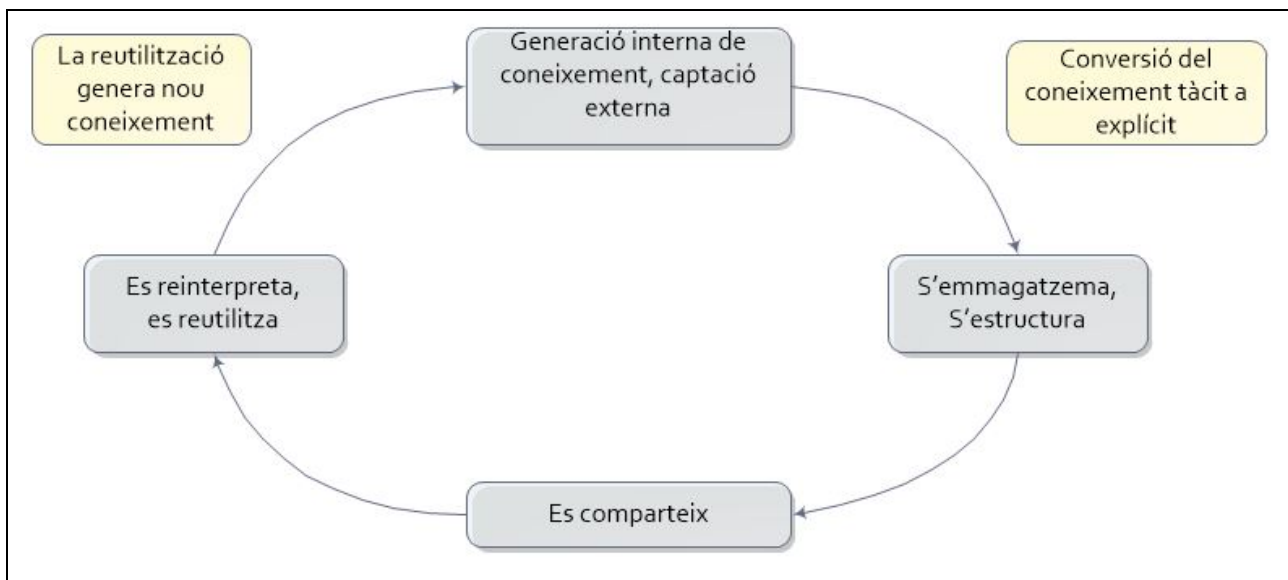 La reutilització
genera nou
coneixement
Generació interna de
coneixement, captació
externa
Conversió del
coneixement tàcit a
explícit
Es reinterpreta,
es reutilitza
S’emmagatzema,
S’estructura
Es comparteix